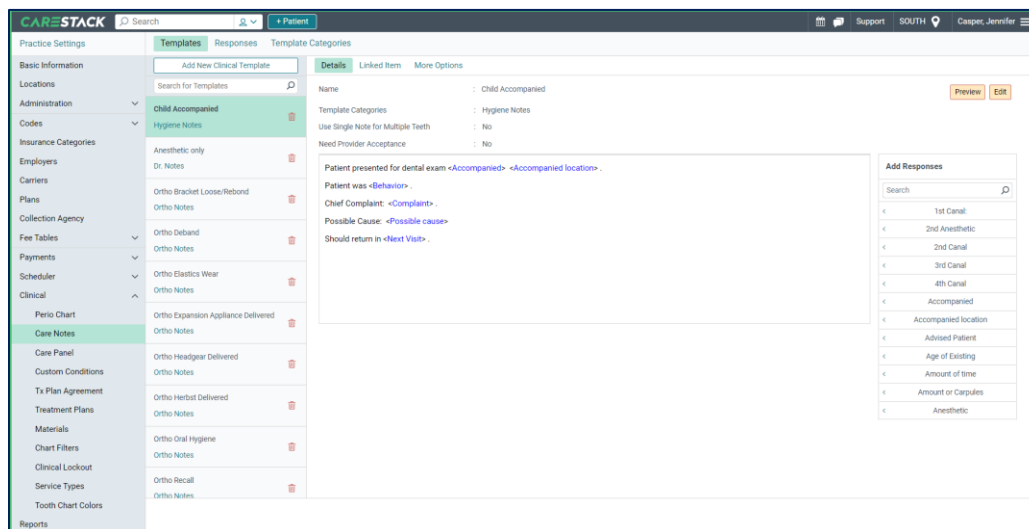 CARESTACK
Search
+ Patient
Support
SOUTH
Casper, Jennifer
Practice Settings
Basic Information
Locations
Administration
Codes
Insurance Categories
Employers
Carriers
Plans
Collection Agency
Fee Tables
Payments
Scheduler
Clinical
Perio Chart
Care Notes
Care Panel
Custom Conditions
Tx Plan Agreement
Treatment Plans
Materials
Chart Filters
Clinical Lockout
Service Types
Tooth Chart Colors
Reports
Templates Responses Template Categories
Add New Clinical Template
Search for Templates
Child Accompanied
Hygiene Notes
Anesthetic only
Dr. Notes
Ortho Bracket Loose/Rebond
Ortho Notes
Ortho Deband
Ortho Notes
Ortho Elastics Wear
Ortho Notes
Ortho Expansion Appliance Delivered
Ortho Notes
Ortho Headgear Delivered
Ortho Notes
Ortho Herbst Delivered
Ortho Notes
Ortho Oral Hygiene
Ortho Notes
Ortho Recall
Ortho Notes
Details Linked Item More Options
Name : Child Accompanied
Preview Edit
Template Categories : Hygiene Notes
Use Single Note for Multiple Teeth : No
Need Provider Acceptance : No
Patient presented for dental exam <Accompanied> <Accompanied location> .
Patient was <Behavior> .
Chief Complaint: <Complaint> .
Possible Cause: <Possible cause>
Should return in <Next Visit> .
Add Responses
Search
< 1st Canal:
< 2nd Anesthetic
< 2nd Canal
< 3rd Canal
< 4th Canal
< Accompanied
< Accompanied location
< Advised Patient
< Age of Existing
< Amount of time
< Amount or Carpules
< Anesthetic